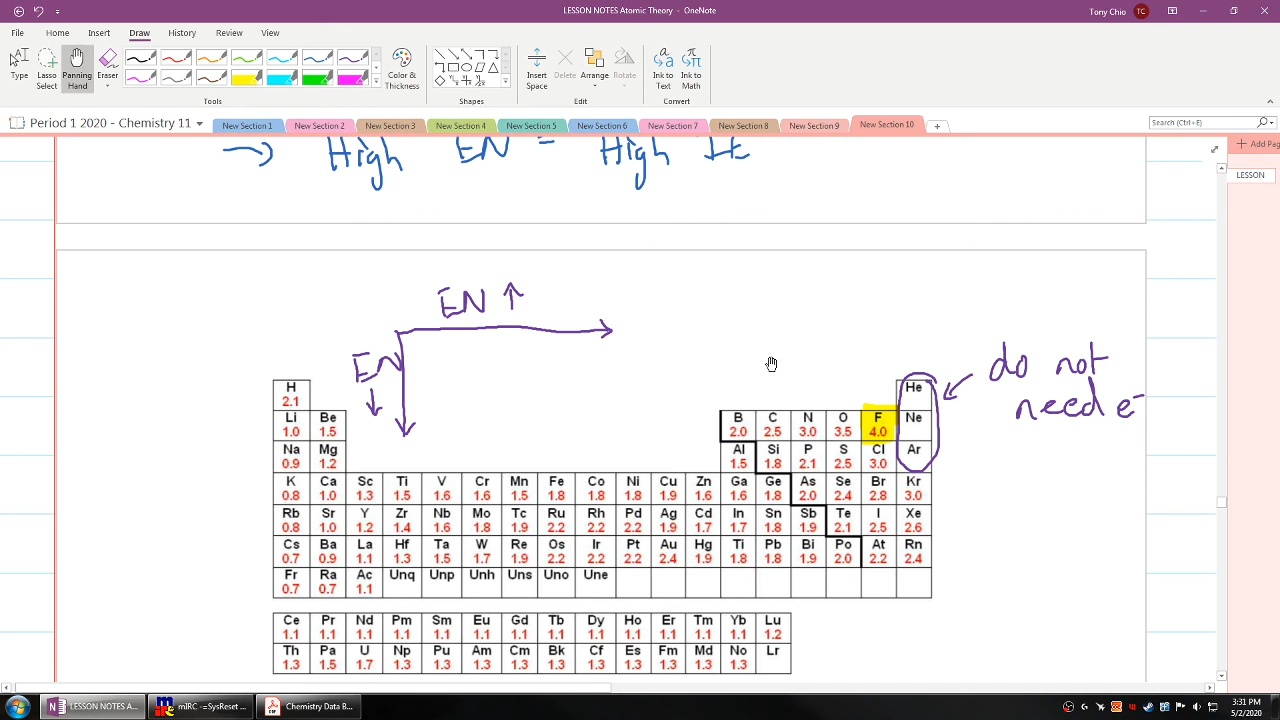 LESSON NOTES Atomic Theory - OneNote
Tony Chio TC
File Home Insert Draw History Review View
Type Lasso Select Panning Hand Eraser Color & Thickness Insert Space Delete Arrange Rotate Ink to Text Ink to Math
Tools Shapes Edit Convert
Period 1 2020 - Chemistry 11 New Section 1 New Section 2 New Section 3 New Section 4 New Section 5 New Section 6 New Section 7 New Section 8 New Section 9 New Section 10 Search (Ctrl+E)
Add Pag
LESSON
→ High EN = High IE
EN ↑
EN ↓
do not
need e-
H He
2.1
Li Be B C N O F Ne
1.0 1.5 2.0 2.5 3.0 3.5 4.0
Na Mg Al Si P S Cl Ar
0.9 1.2 1.5 1.8 2.1 2.5 3.0
K Ca Sc Ti V Cr Mn Fe Co Ni Cu Zn Ga Ge As Se Br Kr
0.8 1.0 1.3 1.5 1.6 1.6 1.5 1.8 1.8 1.8 1.9 1.6 1.6 1.8 2.0 2.4 2.8 3.0
Rb Sr Y Zr Nb Mo Tc Ru Rh Pd Ag Cd In Sn Sb Te I Xe
0.8 1.0 1.2 1.4 1.6 1.8 1.9 2.2 2.2 2.2 1.9 1.7 1.7 1.8 1.9 2.1 2.5 2.6
Cs Ba La Hf Ta W Re Os Ir Pt Au Hg Ti Pb Bi Po At Rn
0.7 0.9 1.1 1.3 1.5 1.7 1.9 2.2 2.2 2.2 2.4 1.9 1.8 1.8 1.9 2.0 2.2 2.4
Fr Ra Ac Unq Unp Unh Uns Uno Une
0.7 0.7 1.1
Ce Pr Nd Pm Sm Eu Gd Tb Dy Ho Er Tm Yb Lu
1.1 1.1 1.1 1.1 1.1 1.1 1.1 1.1 1.1 1.1 1.1 1.1 1.1 1.2
Th Pa U Np Pu Am Cm Bk Cf Es Fm Md No Lr
1.3 1.5 1.7 1.3 1.3 1.3 1.3 1.3 1.3 1.3 1.3 1.3 1.3
LESSON NOTES A... mIRC -=SysReset ... Chemistry Data B...
3:31 PM
5/2/2020